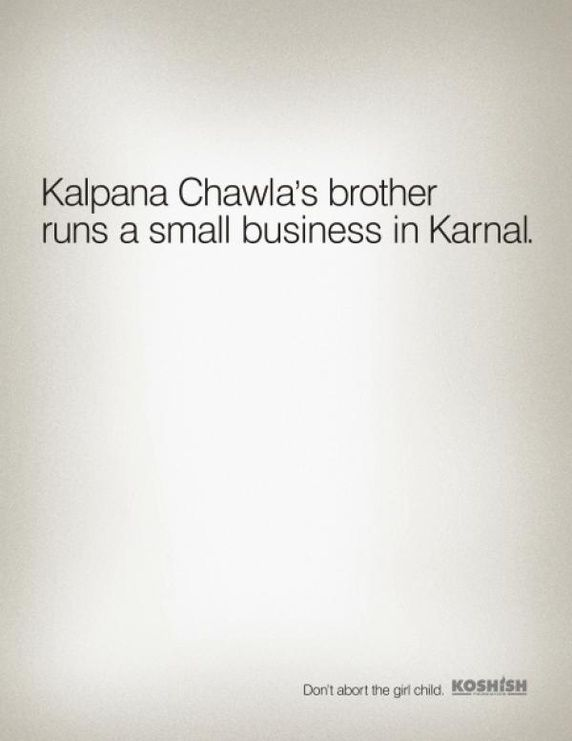 Kalpana Chawla's brother
runs a small business in Karnal.
Don't abort the girl child. KOSHISH